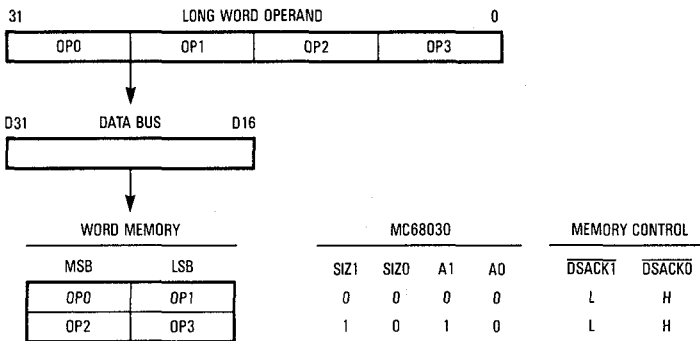 31 LONG WORD OPERAND 0
OP0 OP1 OP2 OP3
D31 DATA BUS D16
WORD MEMORY MC68030 MEMORY CONTROL
MSB LSB SIZ1 SIZ0 A1 A0 DSACK1 DSACK0
OP0 OP1 0 0 0 0 L H
OP2 OP3 1 0 1 0 L H